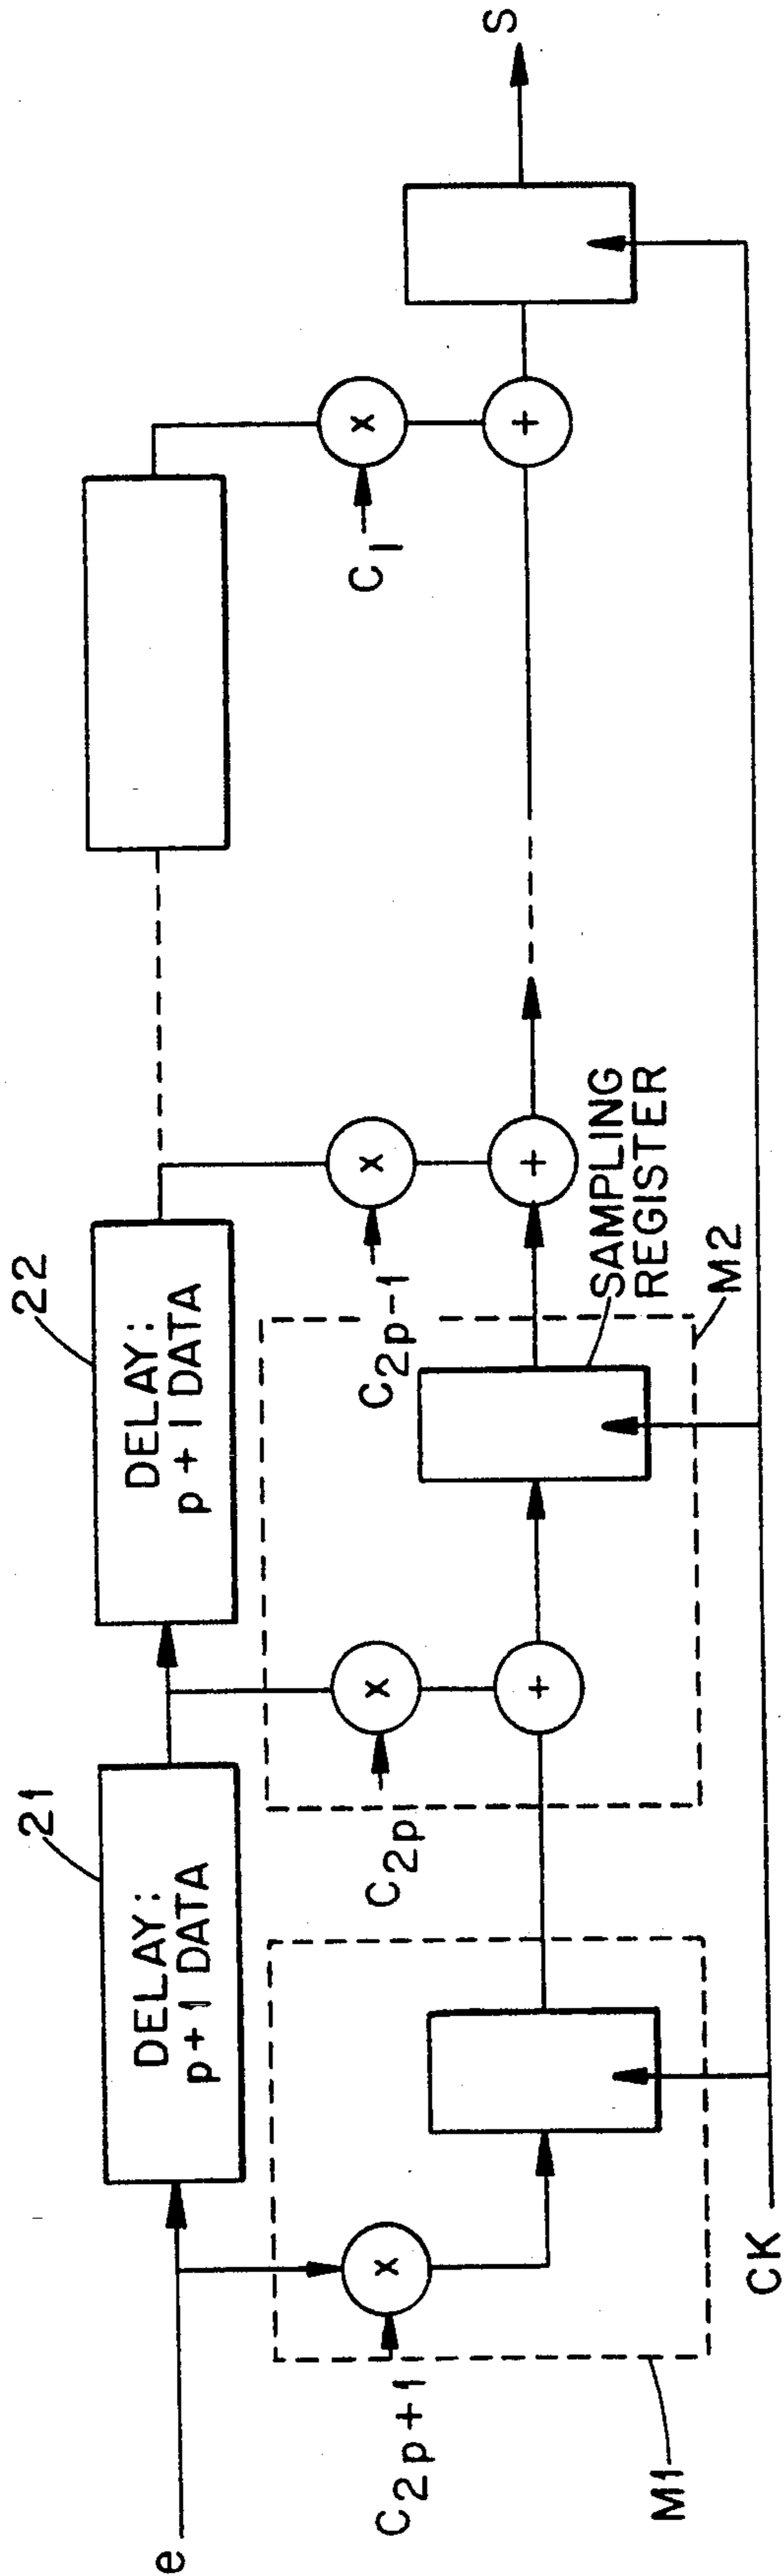 21
22
DELAY:
p+1 DATA
DELAY:
p+1 DATA
e
S
C2p+1
x
C2p
x
+
C2p-1
x
+
C1
x
+
SAMPLING
REGISTER
M1
M2
CK